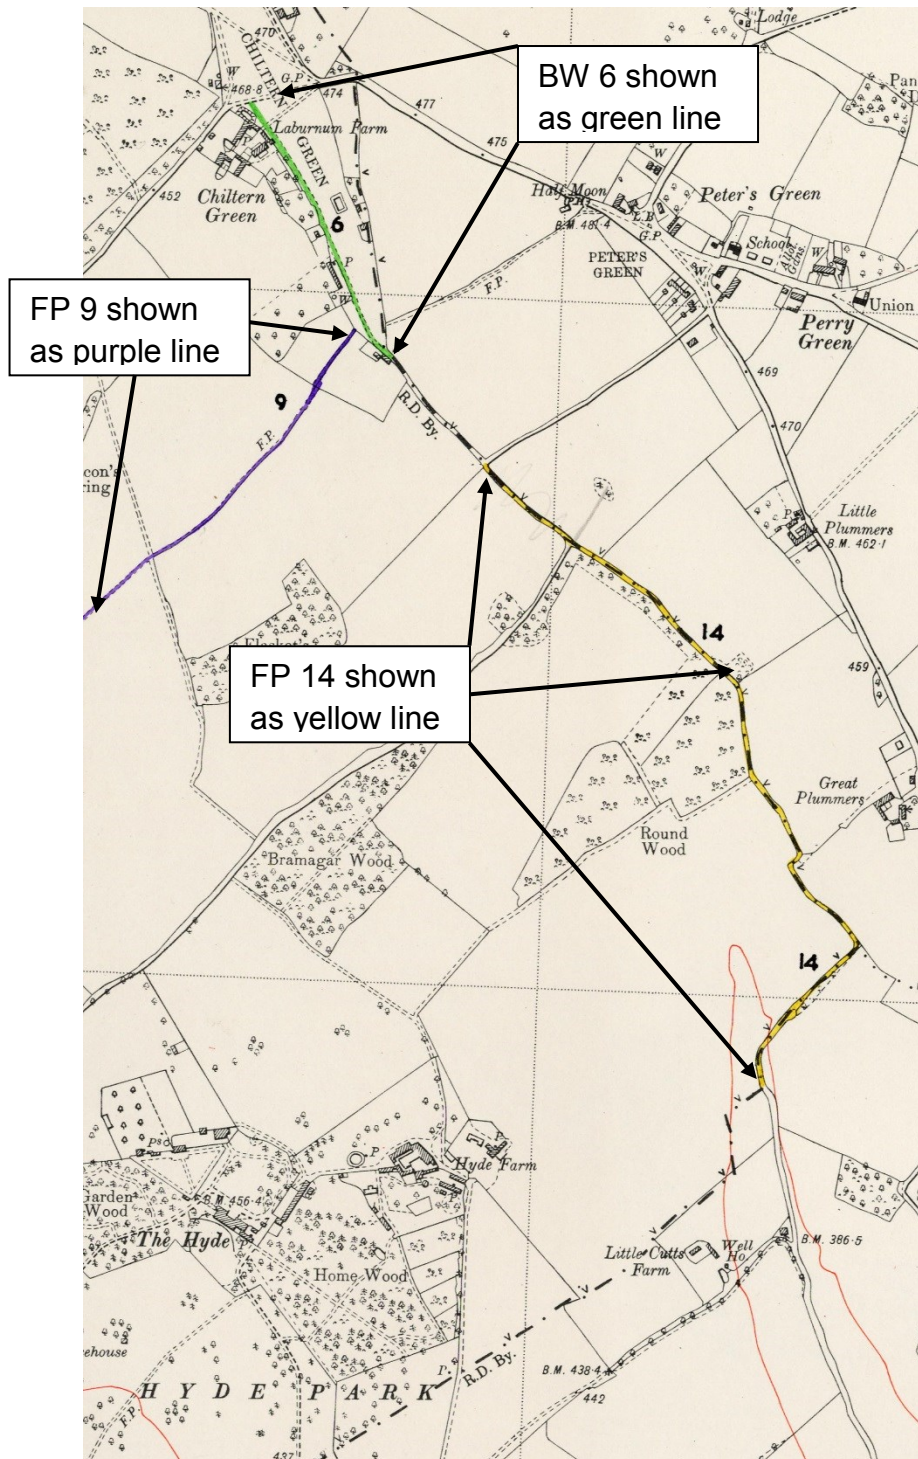 Lodge
470
CHILTERN
GREEN
W
G.P
468·8
474
477
475
P
Laburnum Farm
452
Chiltern
Green
6
P
W
BW 6 shown
as green line
W
Half Moon
(P.H.)
B.M. 481·4
L.B
G.P
Peter's Green
PETER'S
GREEN
School
Allot.
Gdns.
W
W
Union
Perry
Green
F.P.
FP 9 shown
as purple line
9
F.P.
R.D. By.
469
470
P
Little
Plummers
B.M. 462·1
14
459
FP 14 shown
as yellow line
Great
Plummers
Round
Wood
Bramagar Wood
14
Hyde Farm
P
P
P
Garden
Wood
B.M. 456·4
The Hyde
P
Home Wood
Little Cutts
Farm
Well
Ho.
B.M. 386·5
P
R.D. By.
B.M. 438·4
442
HYDE PARK
F.P.
437